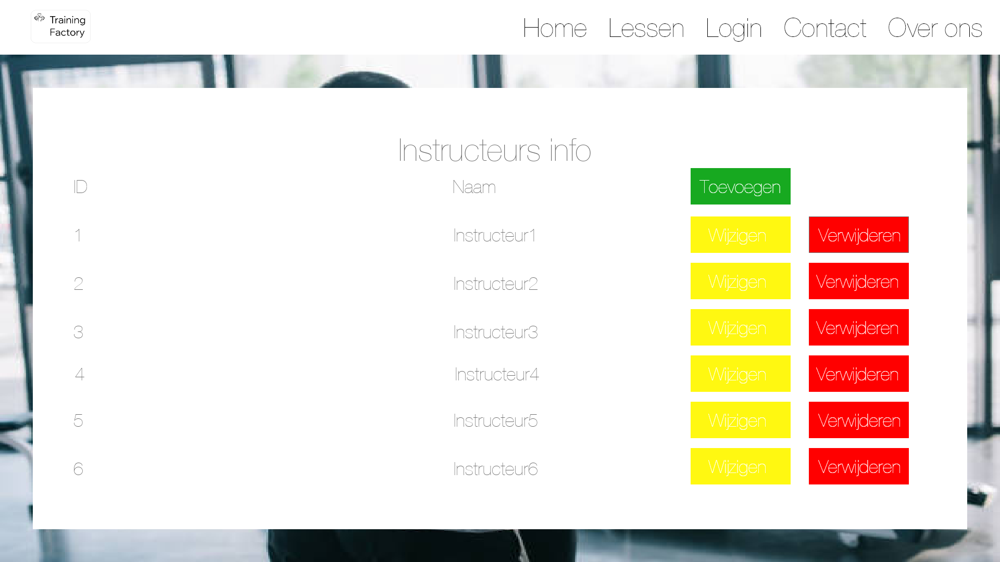 Training
Factory
Home Lessen Login Contact Over ons
Instructeurs info
ID Naam Toevoegen
1 Instructeur1 Wijzigen Verwijderen
2 Instructeur2 Wijzigen Verwijderen
3 Instructeur3 Wijzigen Verwijderen
4 Instructeur4 Wijzigen Verwijderen
5 Instructeur5 Wijzigen Verwijderen
6 Instructeur6 Wijzigen Verwijderen